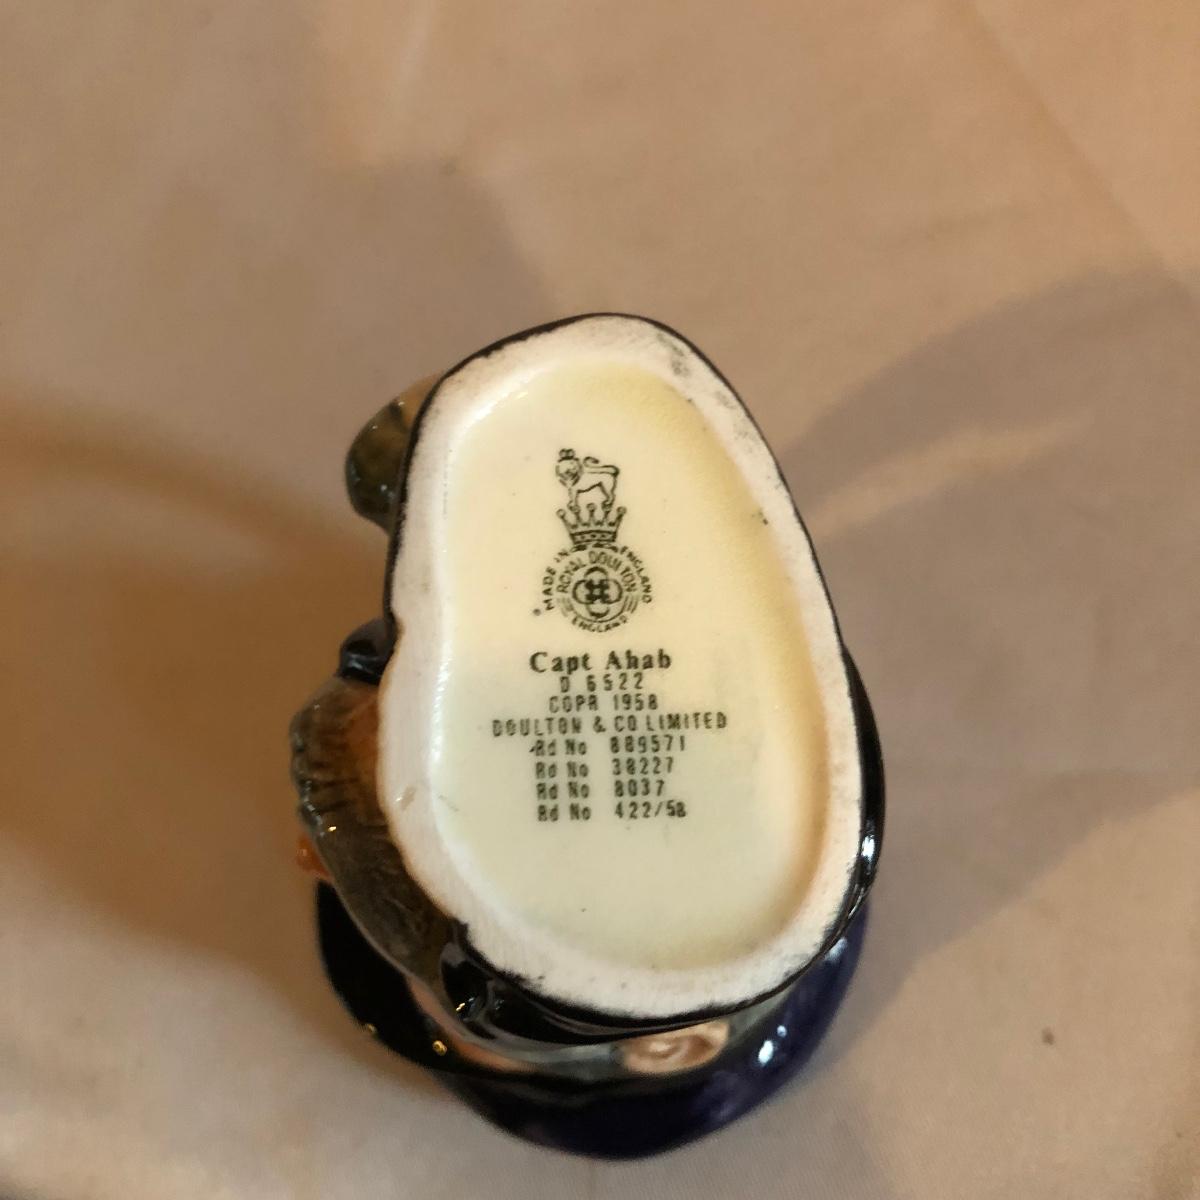 MADE IN ENGLAND
ROYAL DOULTON
ENGLAND
Capt Ahab
D 6522
COPR 1958
DOULTON & CO LIMITED
Rd No 889571
Rd No 38227
Rd No 8037
Rd No 422/58